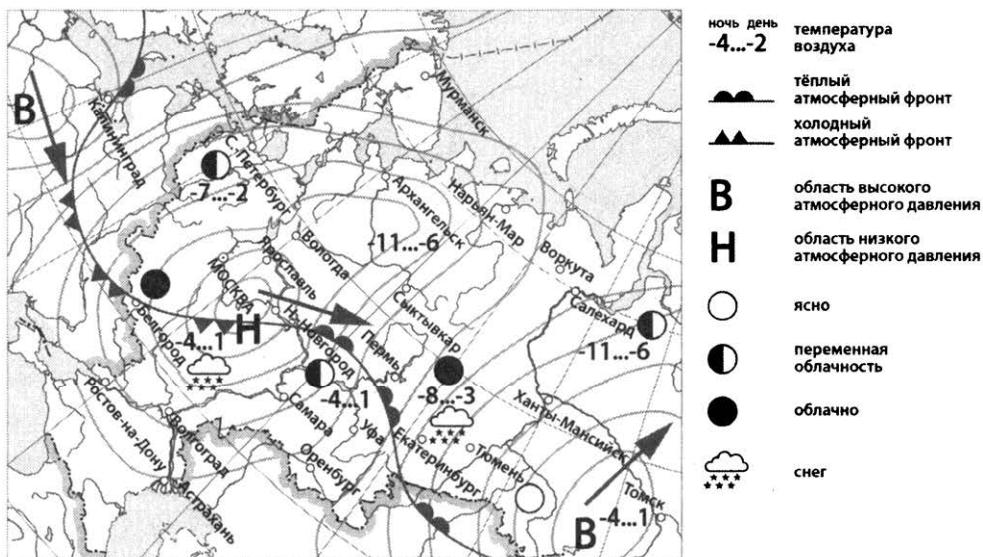 Мурманск
В
Калининград
С.-Петербург
-7...-2
Архангельск
Нарьян-Мар
Воркута
-11...-6
Вологда
Ярославль
МОСКВА
Сыктывкар
Салехард
-11...-6
Н
Н.Новгород
Пермь
Белгород
-4...1
-4...1
-8...-3
Ханты-Мансийск
Самара
Уфа
Екатеринбург
Ростов-на-Дону
Волгоград
Оренбург
Тюмень
Томск
Астрахань
В
-4...1
ночь день
-4...-2
температура
воздуха
тёплый
атмосферный фронт
холодный
атмосферный фронт
В
область высокого
атмосферного давления
Н
область низкого
атмосферного давления
ясно
переменная
облачность
облачно
снег